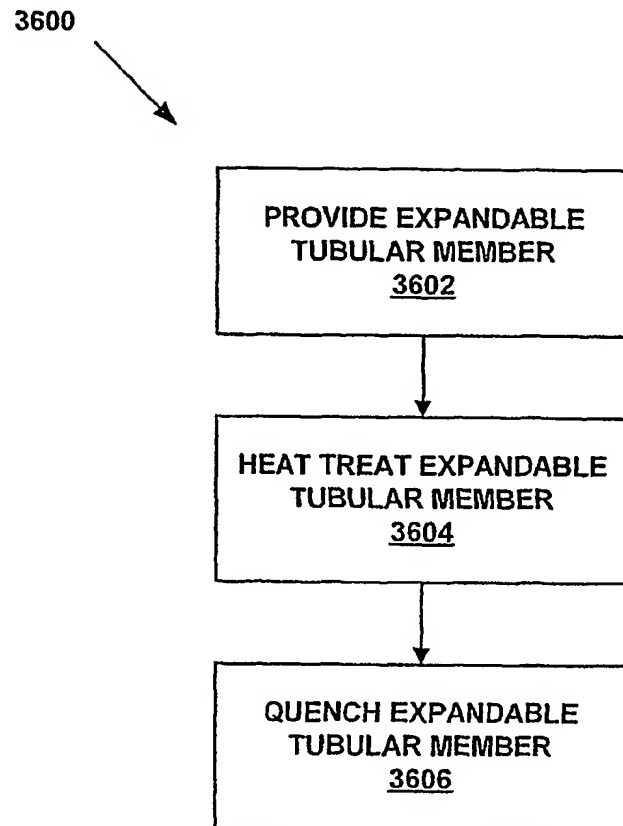 3600
PROVIDE EXPANDABLE
TUBULAR MEMBER
3602
HEAT TREAT EXPANDABLE
TUBULAR MEMBER
3604
QUENCH EXPANDABLE
TUBULAR MEMBER
3606